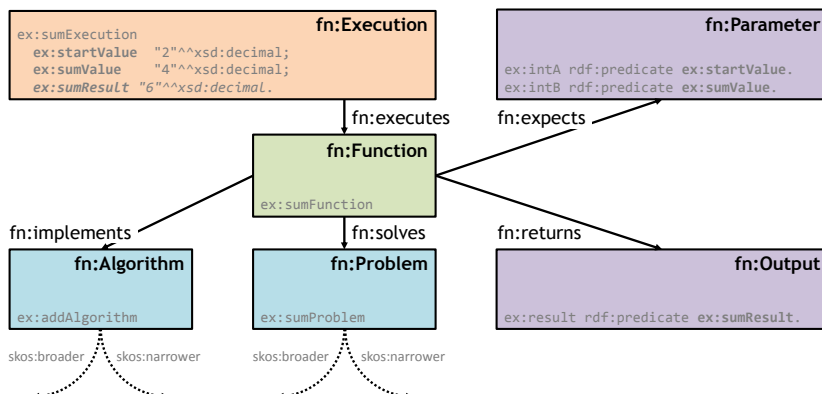 fn:Execution
ex:sumExecution
ex:startValue "2"^^xsd:decimal;
ex:sumValue "4"^^xsd:decimal;
ex:sumResult "6"^^xsd:decimal.
fn:Parameter
ex:intA rdf:predicate ex:startValue.
ex:intB rdf:predicate ex:sumValue.
fn:executes
fn:expects
fn:Function
ex:sumFunction
fn:implements
fn:solves
fn:returns
fn:Algorithm
ex:addAlgorithm
fn:Problem
ex:sumProblem
fn:Output
ex:result rdf:predicate ex:sumResult.
skos:broader
skos:narrower
skos:broader
skos:narrower